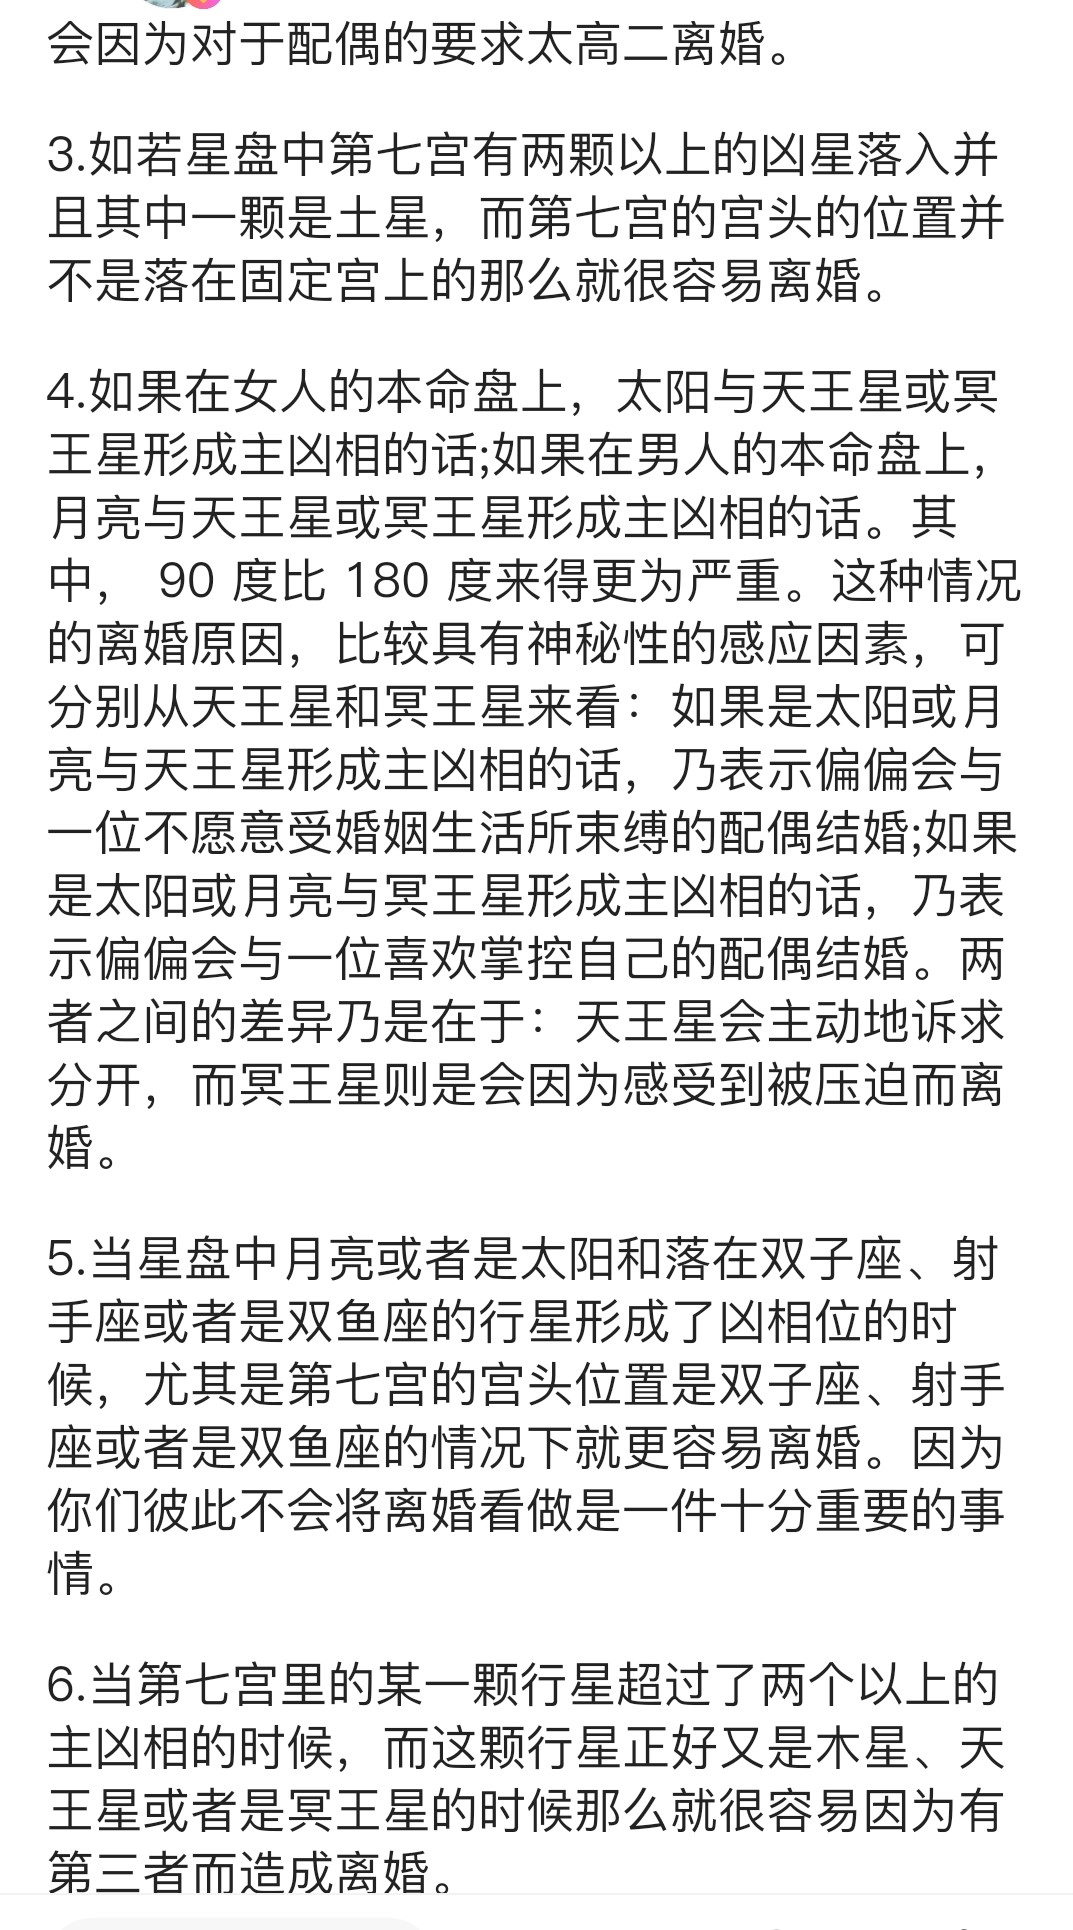 会因为对于配偶的要求太高二离婚。
3.如若星盘中第七宫有两颗以上的凶星落入并
且其中一颗是土星，而第七宫的宫头的位置并
不是落在固定宫上的那么就很容易离婚。
4.如果在女人的本命盘上，太阳与天王星或冥
王星形成主凶相的话;如果在男人的本命盘上，
月亮与天王星或冥王星形成主凶相的话。其
中， 90 度比 180 度来得更为严重。这种情况
的离婚原因，比较具有神秘性的感应因素，可
分别从天王星和冥王星来看：如果是太阳或月
亮与天王星形成主凶相的话，乃表示偏偏会与
一位不愿意受婚姻生活所束缚的配偶结婚;如果
是太阳或月亮与冥王星形成主凶相的话，乃表
示偏偏会与一位喜欢掌控自己的配偶结婚。两
者之间的差异乃是在于：天王星会主动地诉求
分开，而冥王星则是会因为感受到被压迫而离
婚。
5.当星盘中月亮或者是太阳和落在双子座、射
手座或者是双鱼座的行星形成了凶相位的时
候，尤其是第七宫的宫头位置是双子座、射手
座或者是双鱼座的情况下就更容易离婚。因为
你们彼此不会将离婚看做是一件十分重要的事
情。
6.当第七宫里的某一颗行星超过了两个以上的
主凶相的时候，而这颗行星正好又是木星、天
王星或者是冥王星的时候那么就很容易因为有
第三者而造成离婚。